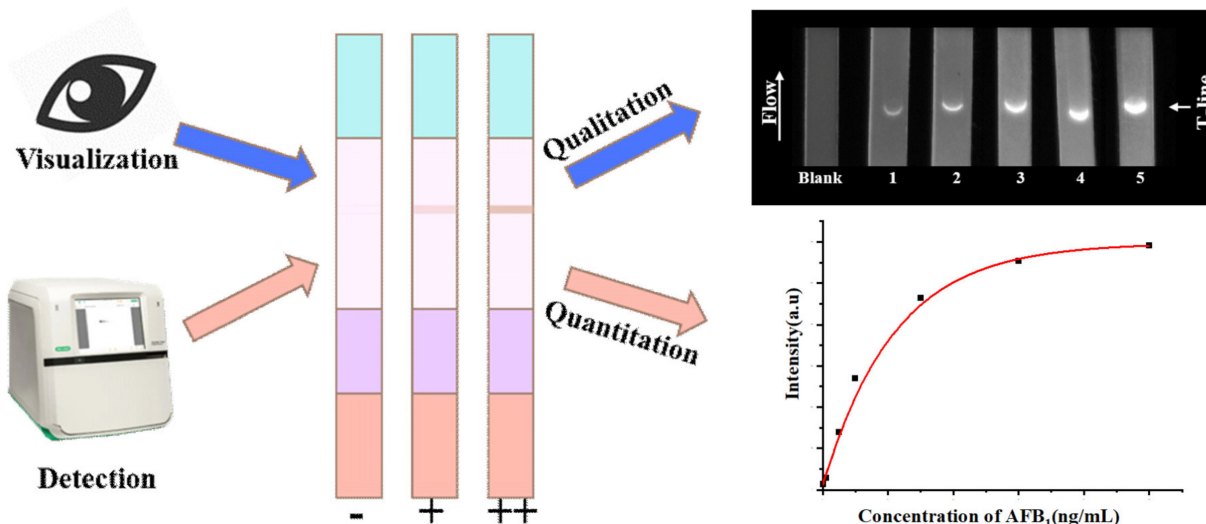 Visualization
Detection
-
+
++
Qualitation
Quantitation
Flow
T-line
Blank 1 2 3 4 5
Intensity(a.u)
Concentration of AFB₁(ng/mL)